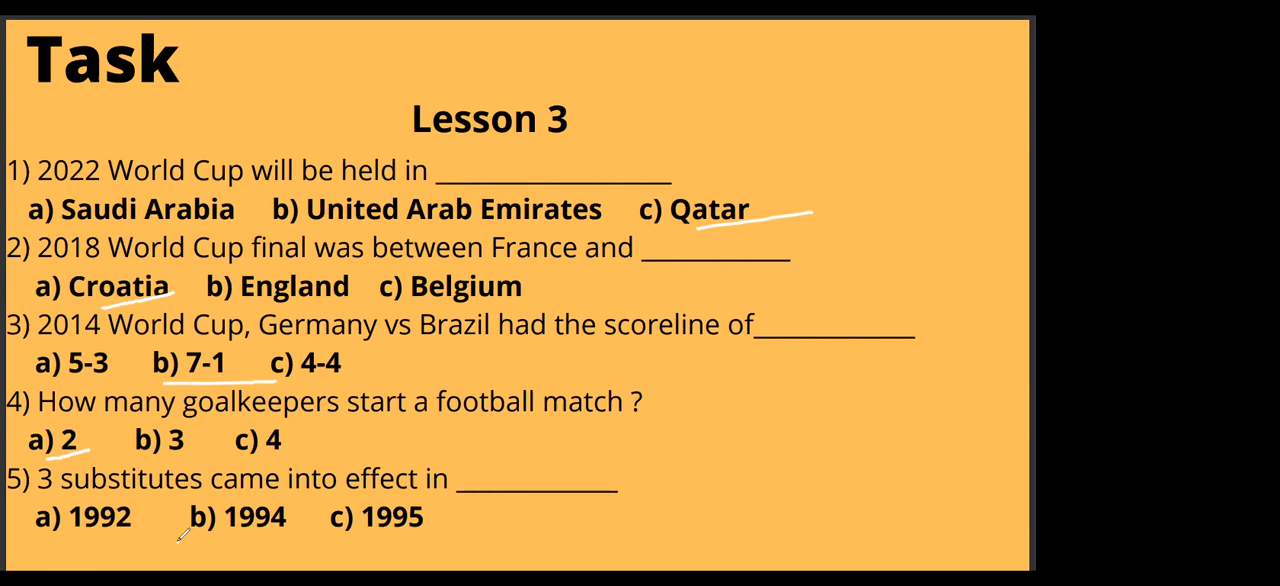 Task
Lesson 3
1) 2022 World Cup will be held in _________________
a) Saudi Arabia b) United Arab Emirates c) Qatar
2) 2018 World Cup final was between France and ___________
a) Croatia b) England c) Belgium
3) 2014 World Cup, Germany vs Brazil had the scoreline of____________
a) 5-3 b) 7-1 c) 4-4
4) How many goalkeepers start a football match ?
a) 2 b) 3 c) 4
5) 3 substitutes came into effect in ____________
a) 1992 b) 1994 c) 1995